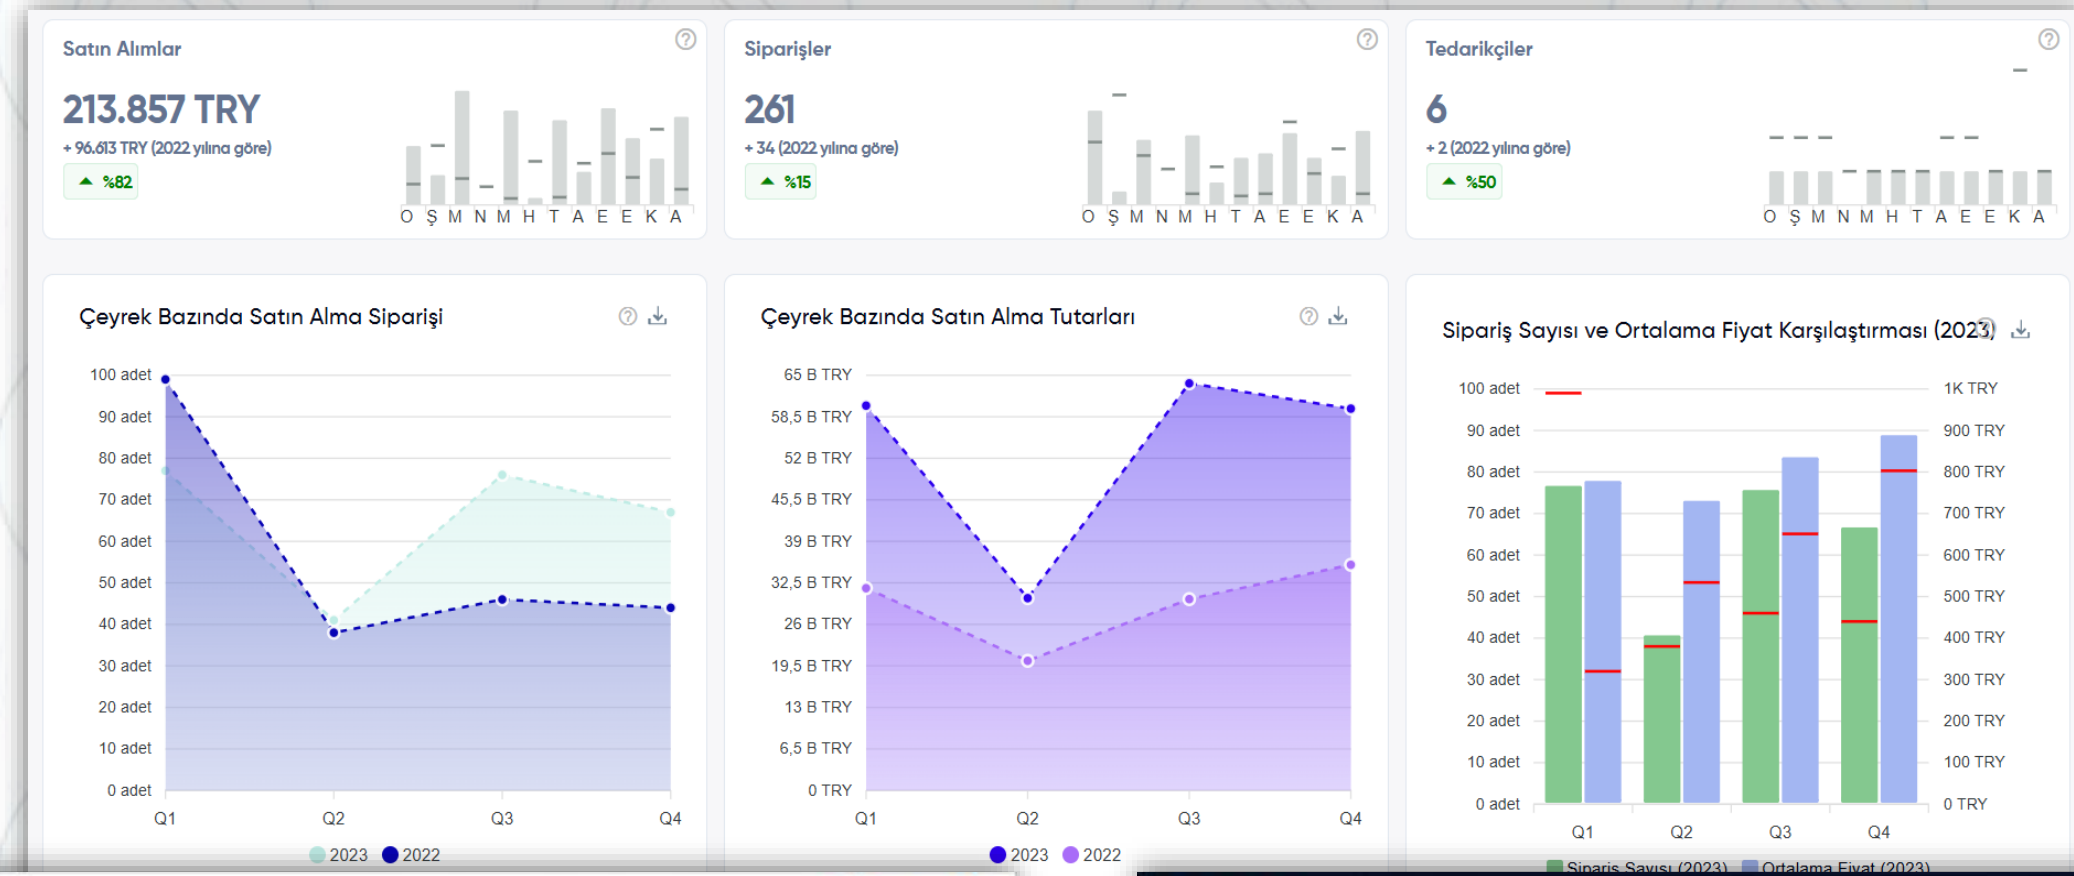 Satın Alımlar
213.857 TRY
+ 96.613 TRY (2022 yılına göre)
%82
O Ş M N M H T A E E K A
Siparişler
261
+ 34 (2022 yılına göre)
%15
O Ş M N M H T A E E K A
Tedarikçiler
6
+ 2 (2022 yılına göre)
%50
O Ş M N M H T A E E K A
Çeyrek Bazında Satın Alma Siparişi
100 adet
90 adet
80 adet
70 adet
60 adet
50 adet
40 adet
30 adet
20 adet
10 adet
0 adet
Q1 Q2 Q3 Q4
2023 2022
Çeyrek Bazında Satın Alma Tutarları
65 B TRY
58,5 B TRY
52 B TRY
45,5 B TRY
39 B TRY
32,5 B TRY
26 B TRY
19,5 B TRY
13 B TRY
6,5 B TRY
0 TRY
Q1 Q2 Q3 Q4
2023 2022
Sipariş Sayısı ve Ortalama Fiyat Karşılaştırması (2023)
100 adet 1K TRY
90 adet 900 TRY
80 adet 800 TRY
70 adet 700 TRY
60 adet 600 TRY
50 adet 500 TRY
40 adet 400 TRY
30 adet 300 TRY
20 adet 200 TRY
10 adet 100 TRY
0 adet 0 TRY
Q1 Q2 Q3 Q4
Sipariş Sayısı (2023) Ortalama Fiyat (2023)